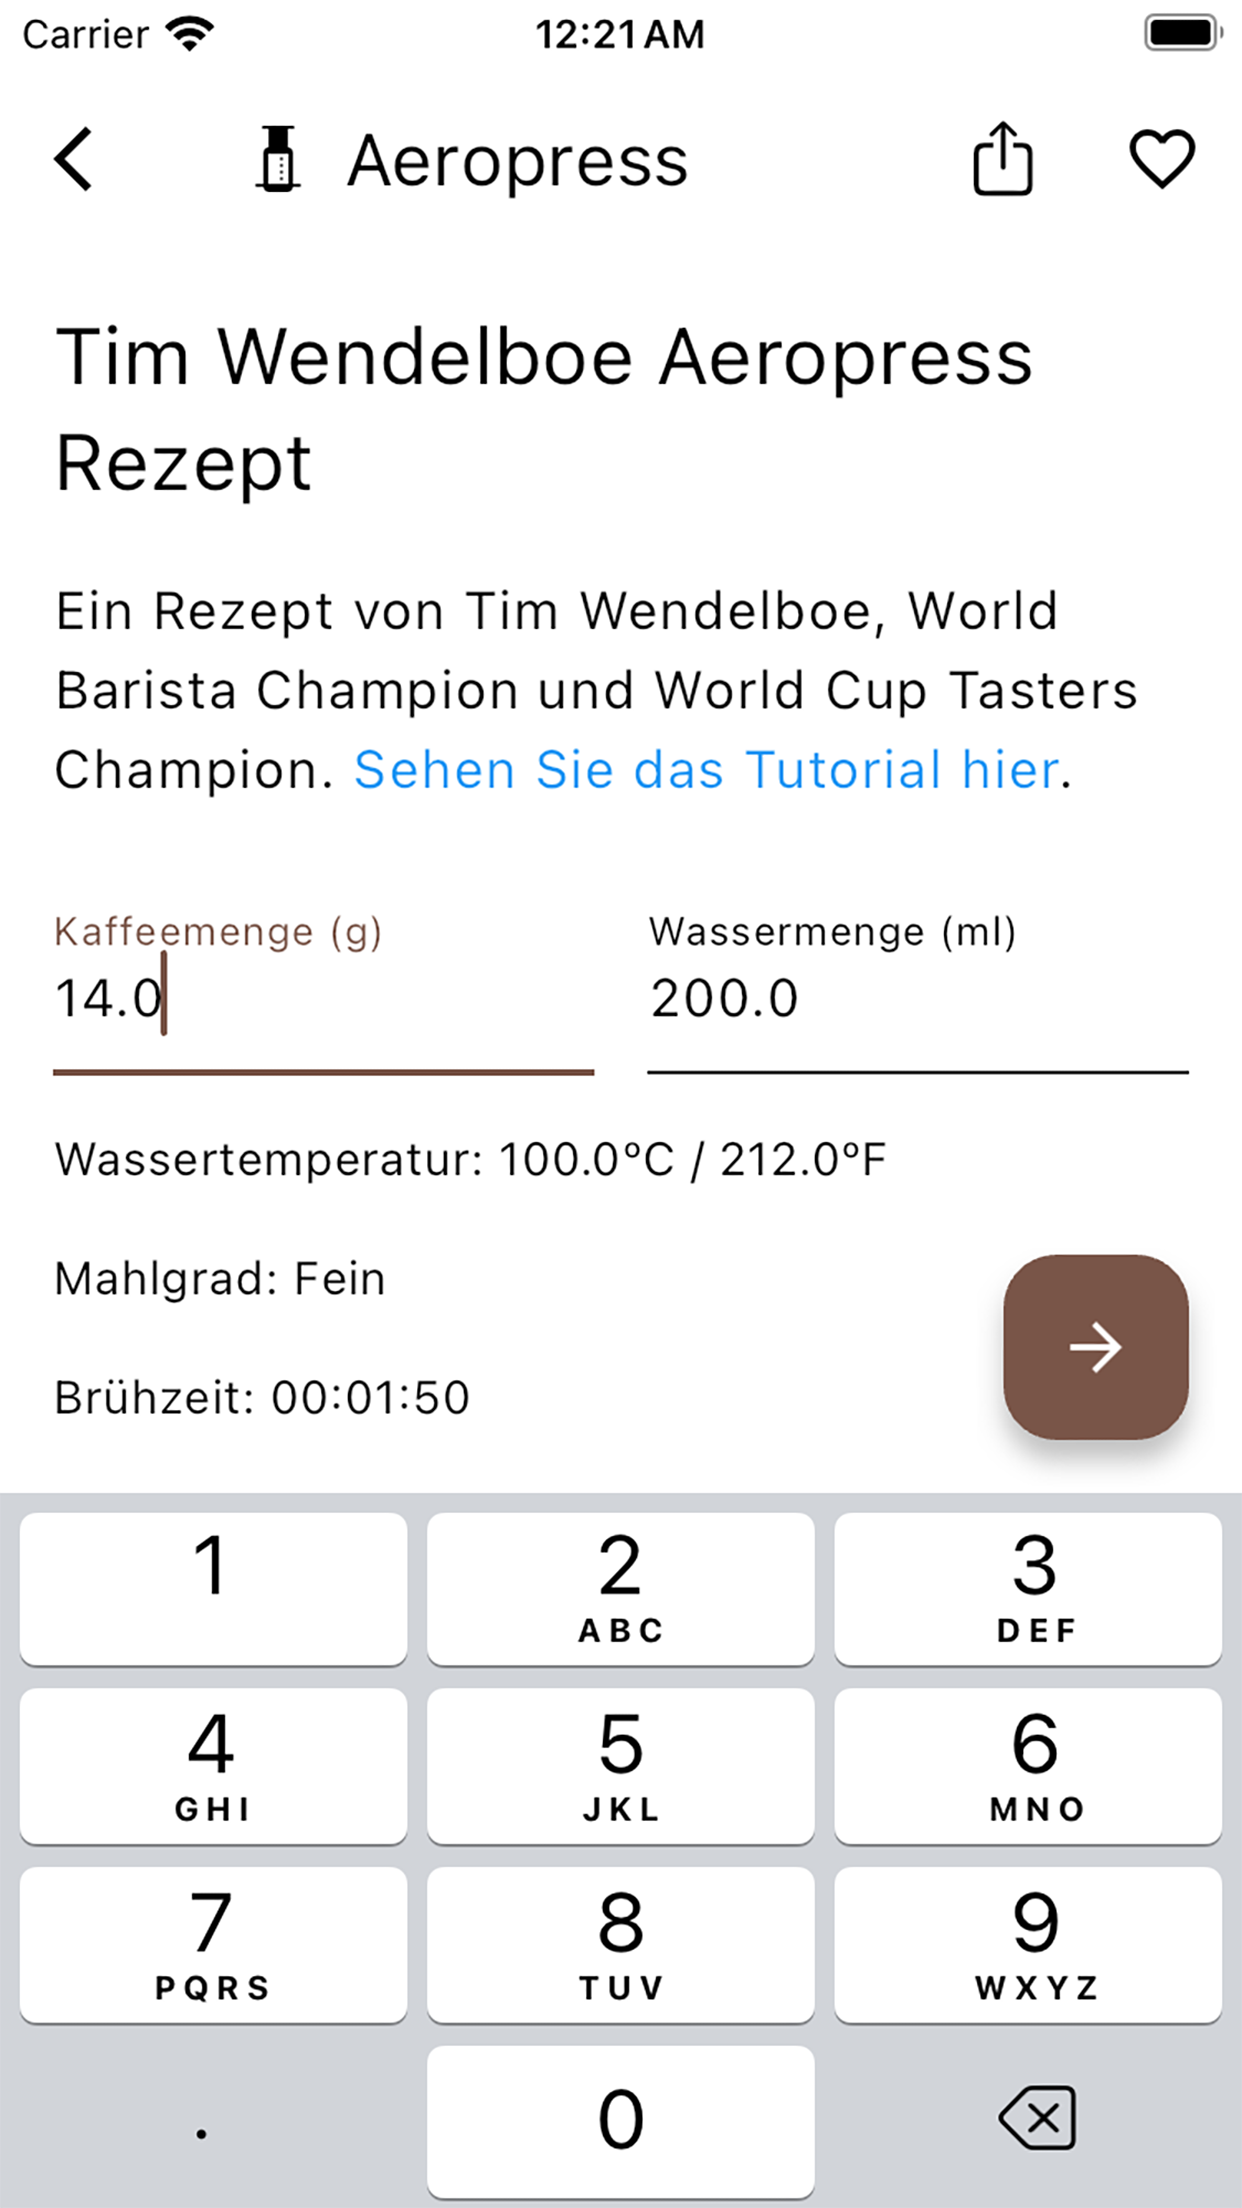 Carrier 12:21 AM
Aeropress
Tim Wendelboe Aeropress
Rezept
Ein Rezept von Tim Wendelboe, World
Barista Champion und World Cup Tasters
Champion. Sehen Sie das Tutorial hier.
Kaffeemenge (g) Wassermenge (ml)
14.0 200.0
Wassertemperatur: 100.0ºC / 212.0ºF
Mahlgrad: Fein
Brühzeit: 00:01:50
1 2 3
ABC DEF
4 5 6
GHI JKL MNO
7 8 9
PQRS TUV WXYZ
. 0